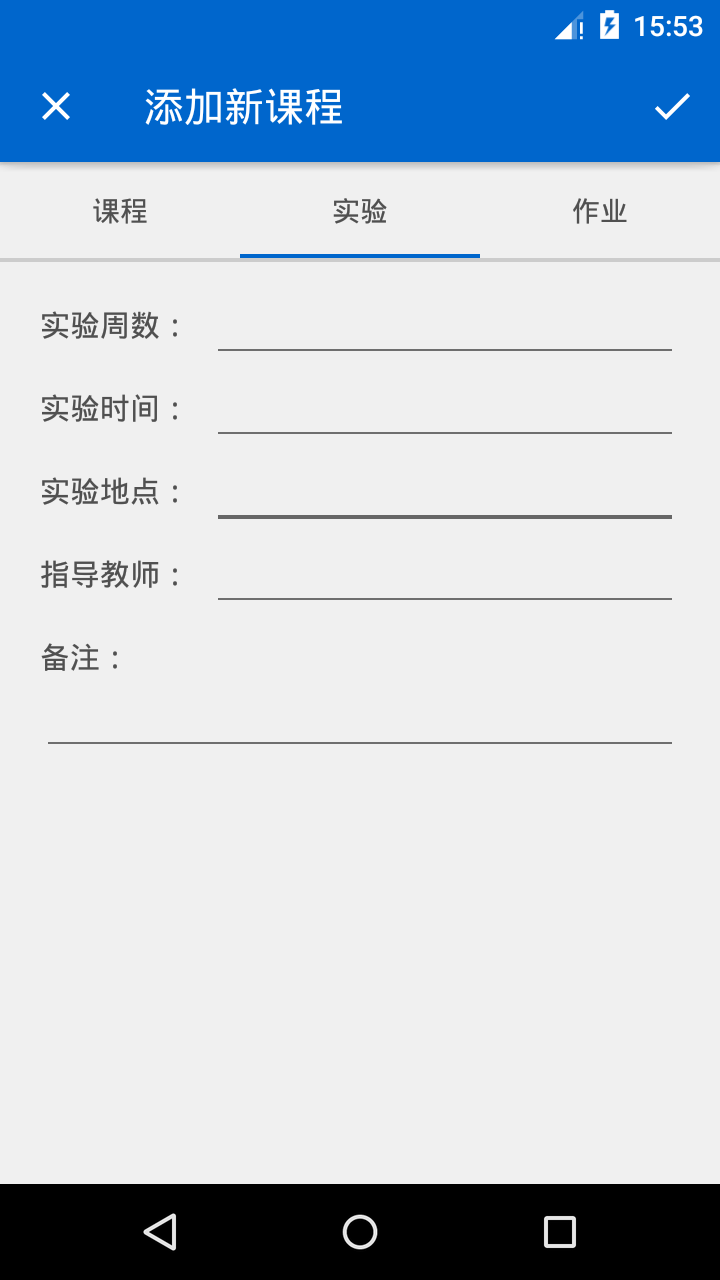 15:53
添加新课程
课程 实验 作业
实验周数：
实验时间：
实验地点：
指导教师：
备注：